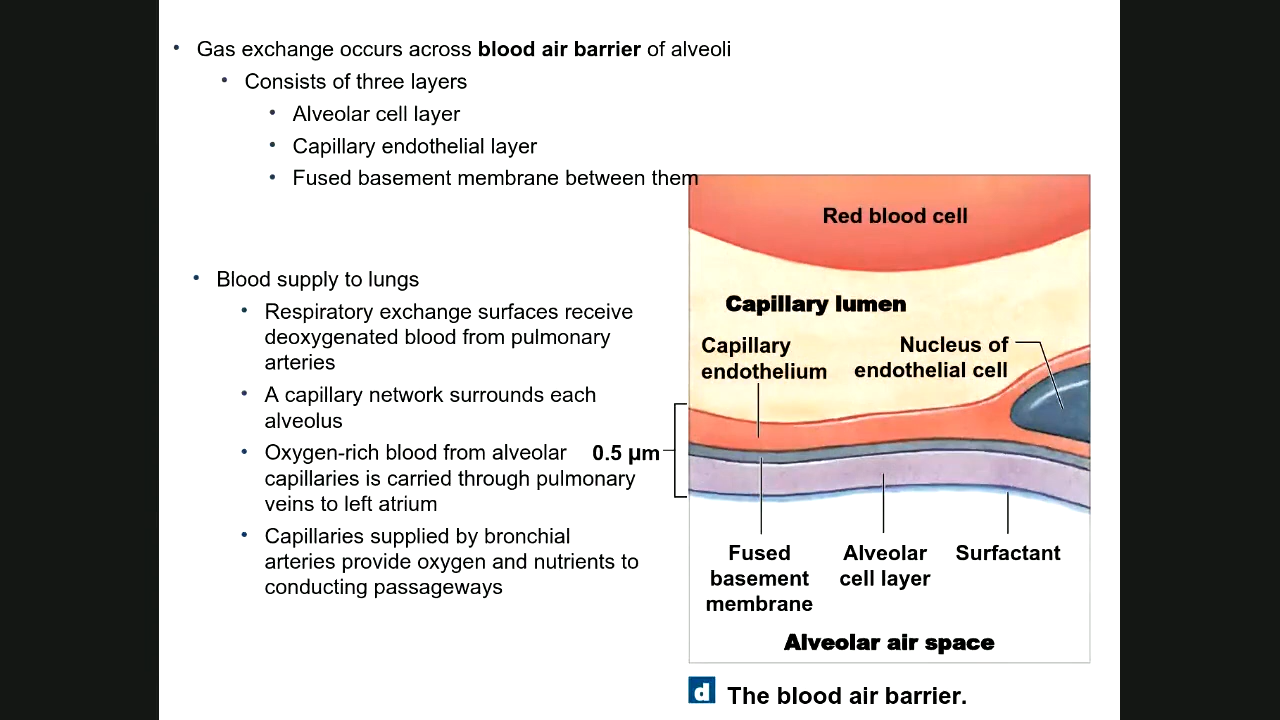 Gas exchange occurs across blood air barrier of alveoli
Consists of three layers
Alveolar cell layer
Capillary endothelial layer
Fused basement membrane between them
Blood supply to lungs
Respiratory exchange surfaces receive
deoxygenated blood from pulmonary
arteries
A capillary network surrounds each
alveolus
Oxygen-rich blood from alveolar
capillaries is carried through pulmonary
veins to left atrium
Capillaries supplied by bronchial
arteries provide oxygen and nutrients to
conducting passageways
Red blood cell
Capillary lumen
Capillary
endothelium
Nucleus of
endothelial cell
0.5 μm
Fused
basement
membrane
Alveolar
cell layer
Surfactant
Alveolar air space
d The blood air barrier.